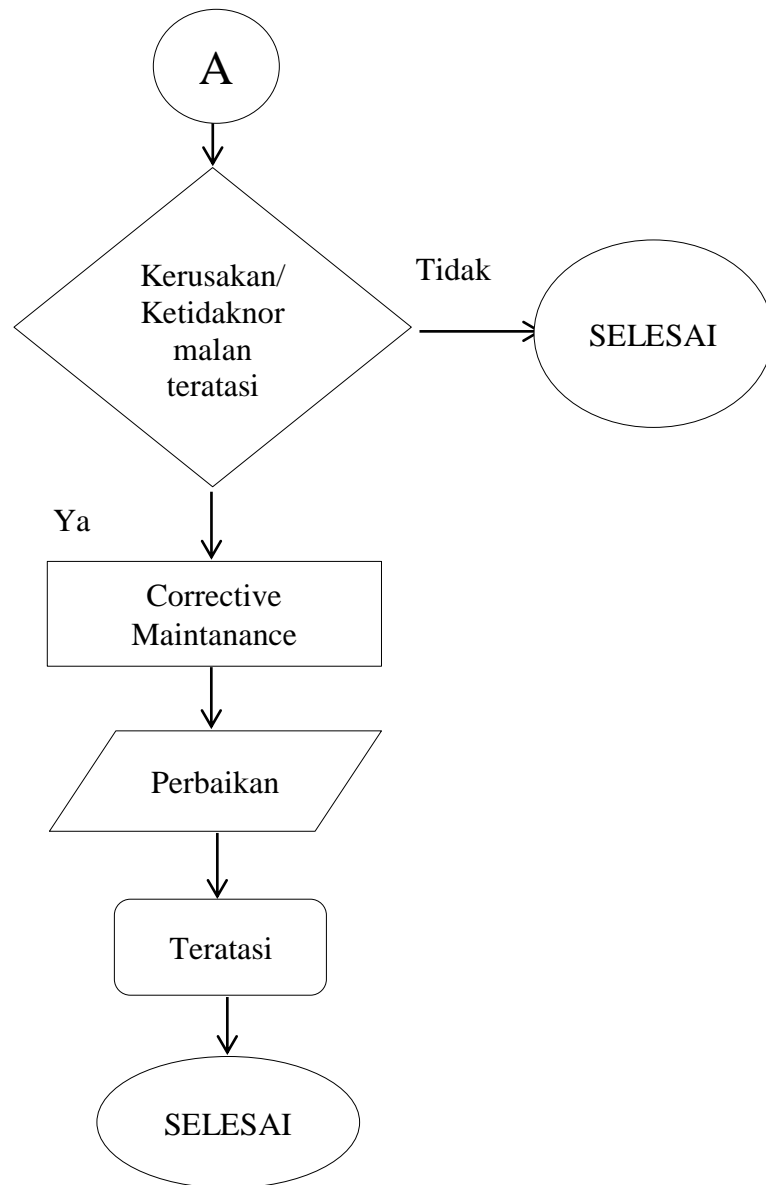 A
Kerusakan/
Ketidaknor
malan
teratasi
Tidak
SELESAI
Ya
Corrective
Maintanance
Perbaikan
Teratasi
SELESAI